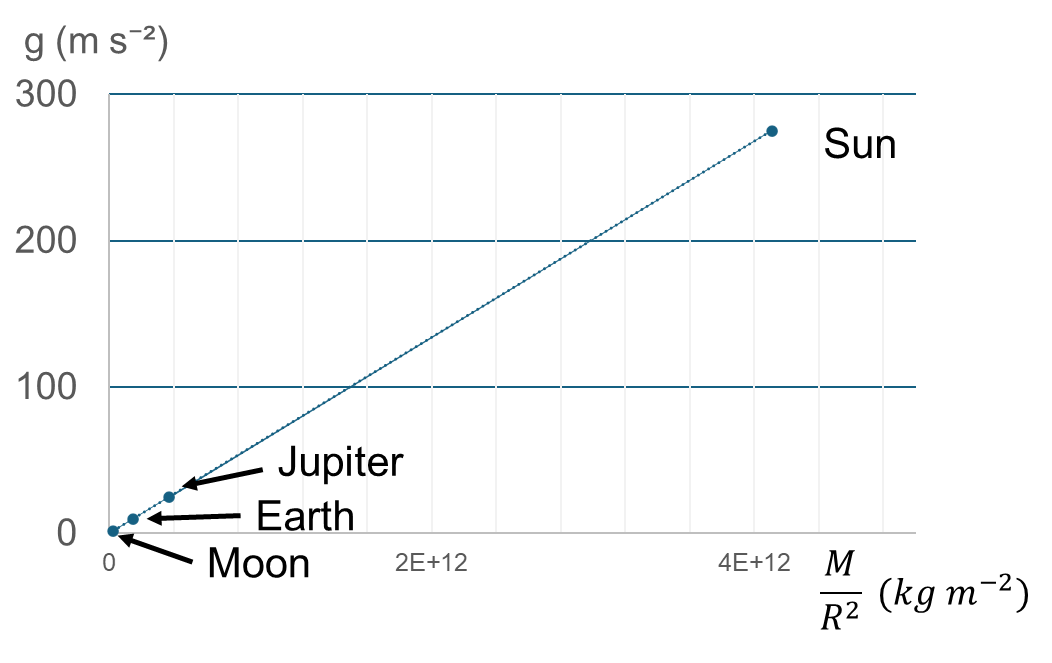 g (m s⁻²)
300
Sun
200
100
Jupiter
Earth
0
Moon
0
2E+12
4E+12
M/R² (kg m⁻²)